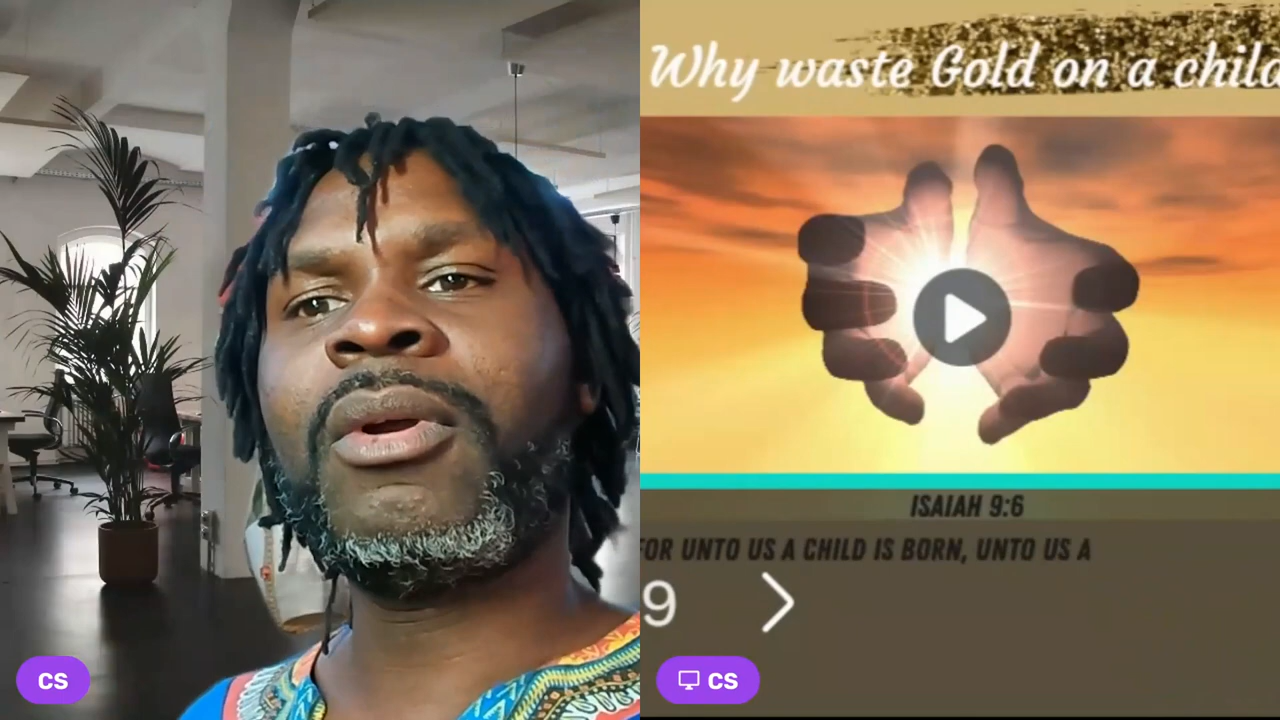 Why waste Gold on a child
ISAIAH 9:6
FOR UNTO US A CHILD IS BORN, UNTO US A
9
CS
CS